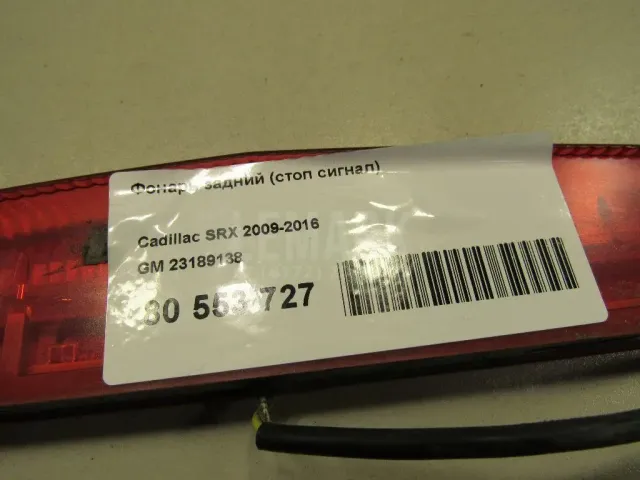 Фонарь задний (стоп сигнал)
Cadillac SRX 2009-2016
GM 23189138